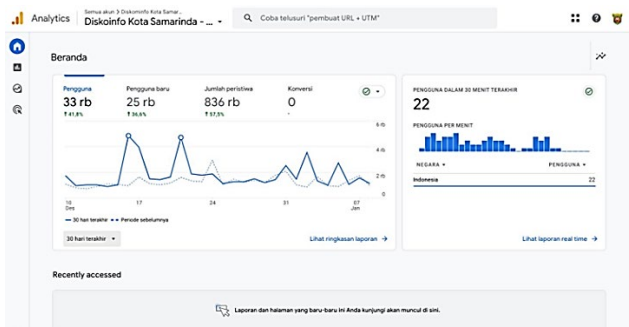 Analytics
Semua akun > Diskominfo Kota Samar...
Diskoinfo Kota Samarinda - ...
Coba telusuri "pembuat URL + UTM"
Beranda
Pengguna
33 rb
41,8%
Pengguna baru
25 rb
36,6%
Jumlah peristiwa
836 rb
57,5%
Konversi
0
-
6 rb
4 rb
2 rb
0
10
Des
17
24
31
07
Jan
30 hari terakhir
Periode sebelumnya
30 hari terakhir
Lihat ringkasan laporan
PENGGUNA DALAM 30 MENIT TERAKHIR
22
PENGGUNA PER MENIT
NEGARA
PENGGUNA
Indonesia
22
Lihat laporan real time
Recently accessed
Laporan dan halaman yang baru-baru ini Anda kunjungi akan muncul di sini.